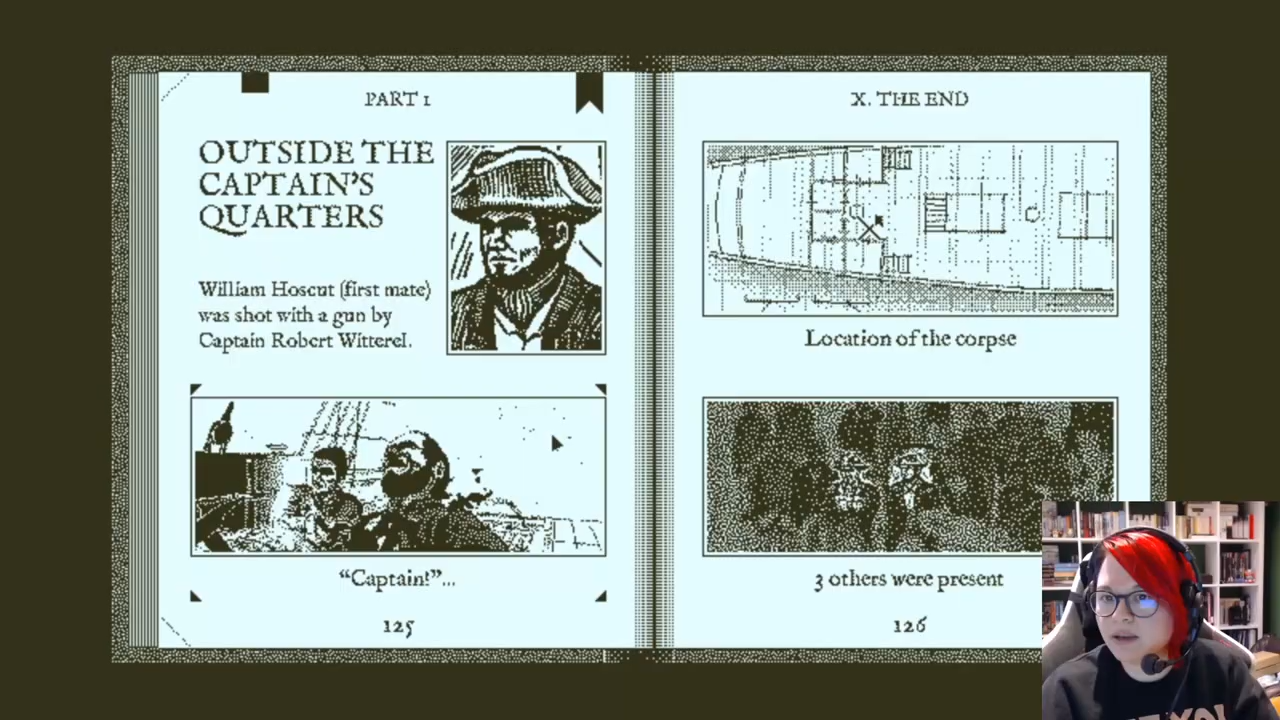 PART 1
OUTSIDE THE
CAPTAIN'S
QUARTERS
William Hoscut (first mate)
was shot with a gun by
Captain Robert Witterel.
"Captain!"...
125
X. THE END
Location of the corpse
3 others were present
126